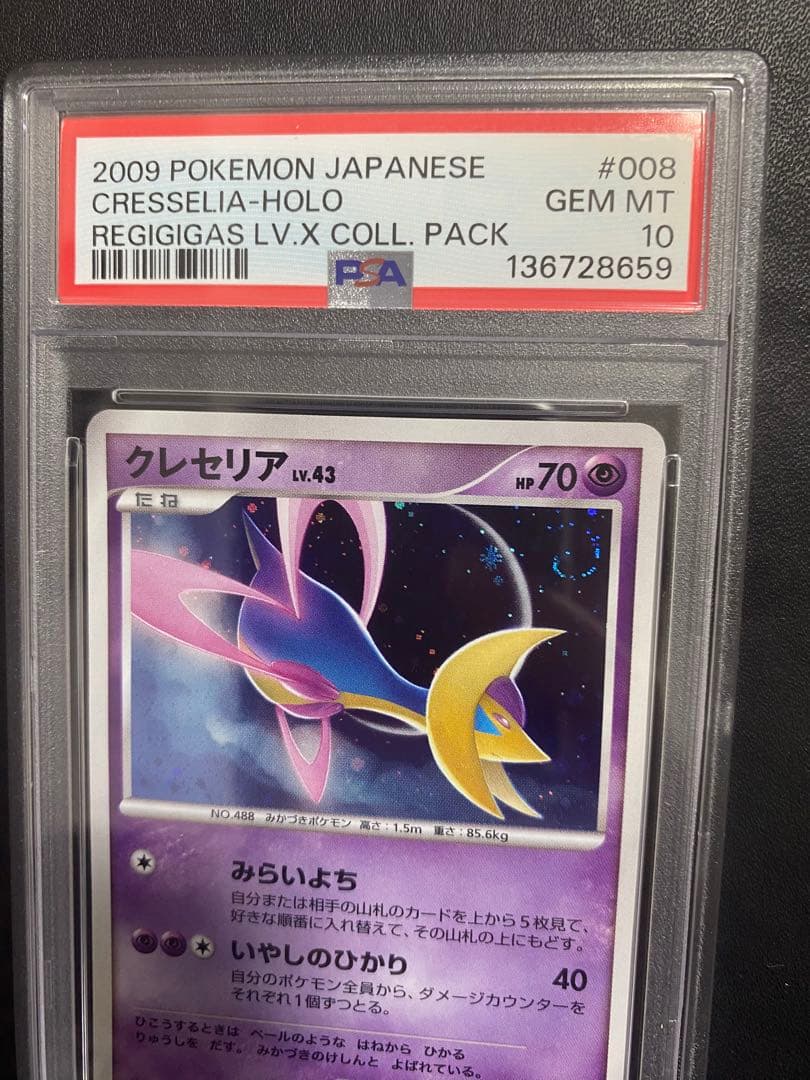 2009 POKEMON JAPANESE #008
CRESSELIA-HOLO GEM MT
REGIGIGAS LV.X COLL. PACK 10
PSA 136728659
クレセリア LV.43 HP 70
たね
NO.488 みかづきポケモン 高さ：1.5m 重さ：85.6kg
みらいよち
自分または相手の山札のカードを上から5枚見て、
好きな順番に入れ替えて、その山札の上にもどす。
いやしのひかり 40
自分のポケモン全員から、ダメージカウンターを
それぞれ1個ずつとる。
ひこうするときは ベールのような はねから ひかる
りゅうしを だす。みかづきのけしんと よばれている。